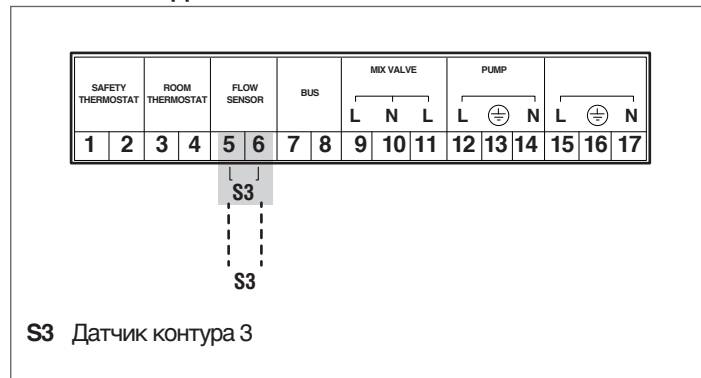 SAFETY THERMOSTAT
ROOM THERMOSTAT
FLOW SENSOR
BUS
MIX VALVE
PUMP
L N L L N L N
1 2 3 4 5 6 7 8 9 10 11 12 13 14 15 16 17
S3
S3
S3 Датчик контура 3